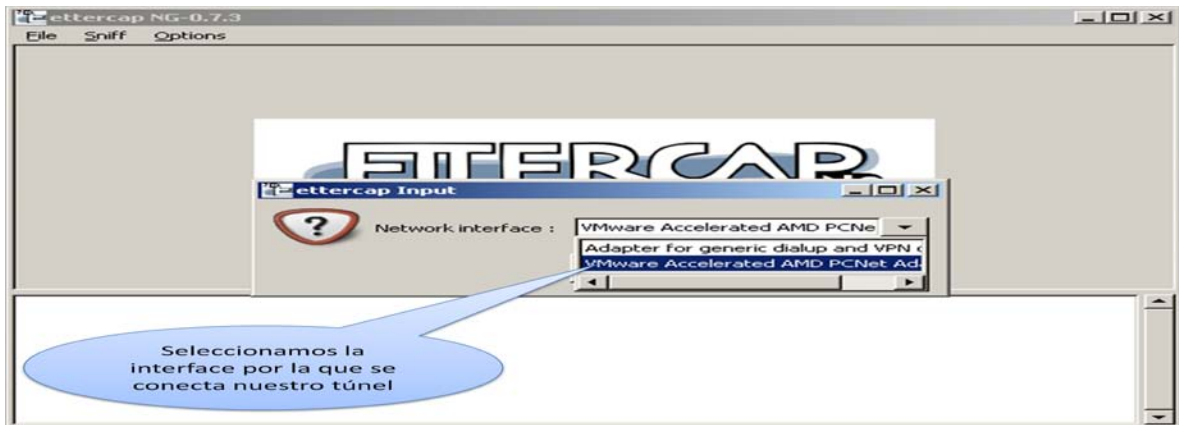 ettercap NG-0.7.3
File Sniff Options
ETTERCAP
ettercap Input
Network interface : VMware Accelerated AMD PCNe
Adapter for generic dialup and VPN
VMware Accelerated AMD PCNet
Seleccionamos la
interface por la que se
conecta nuestro túnel